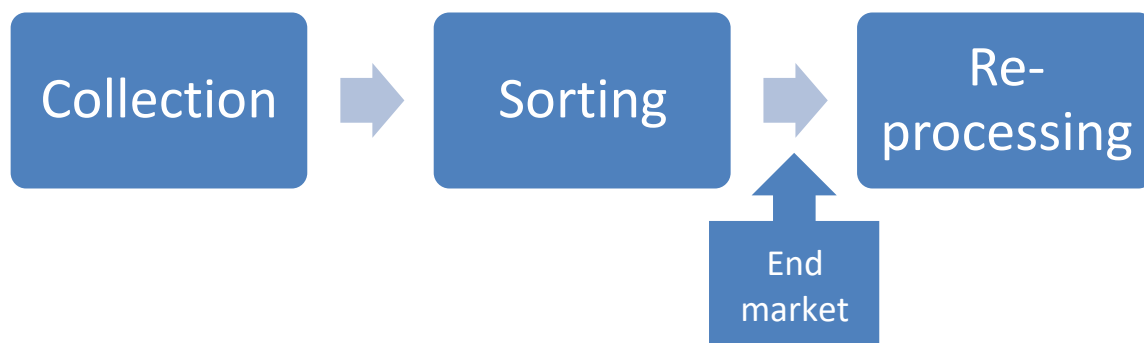 Collection
Sorting
Re-
processing
End
market